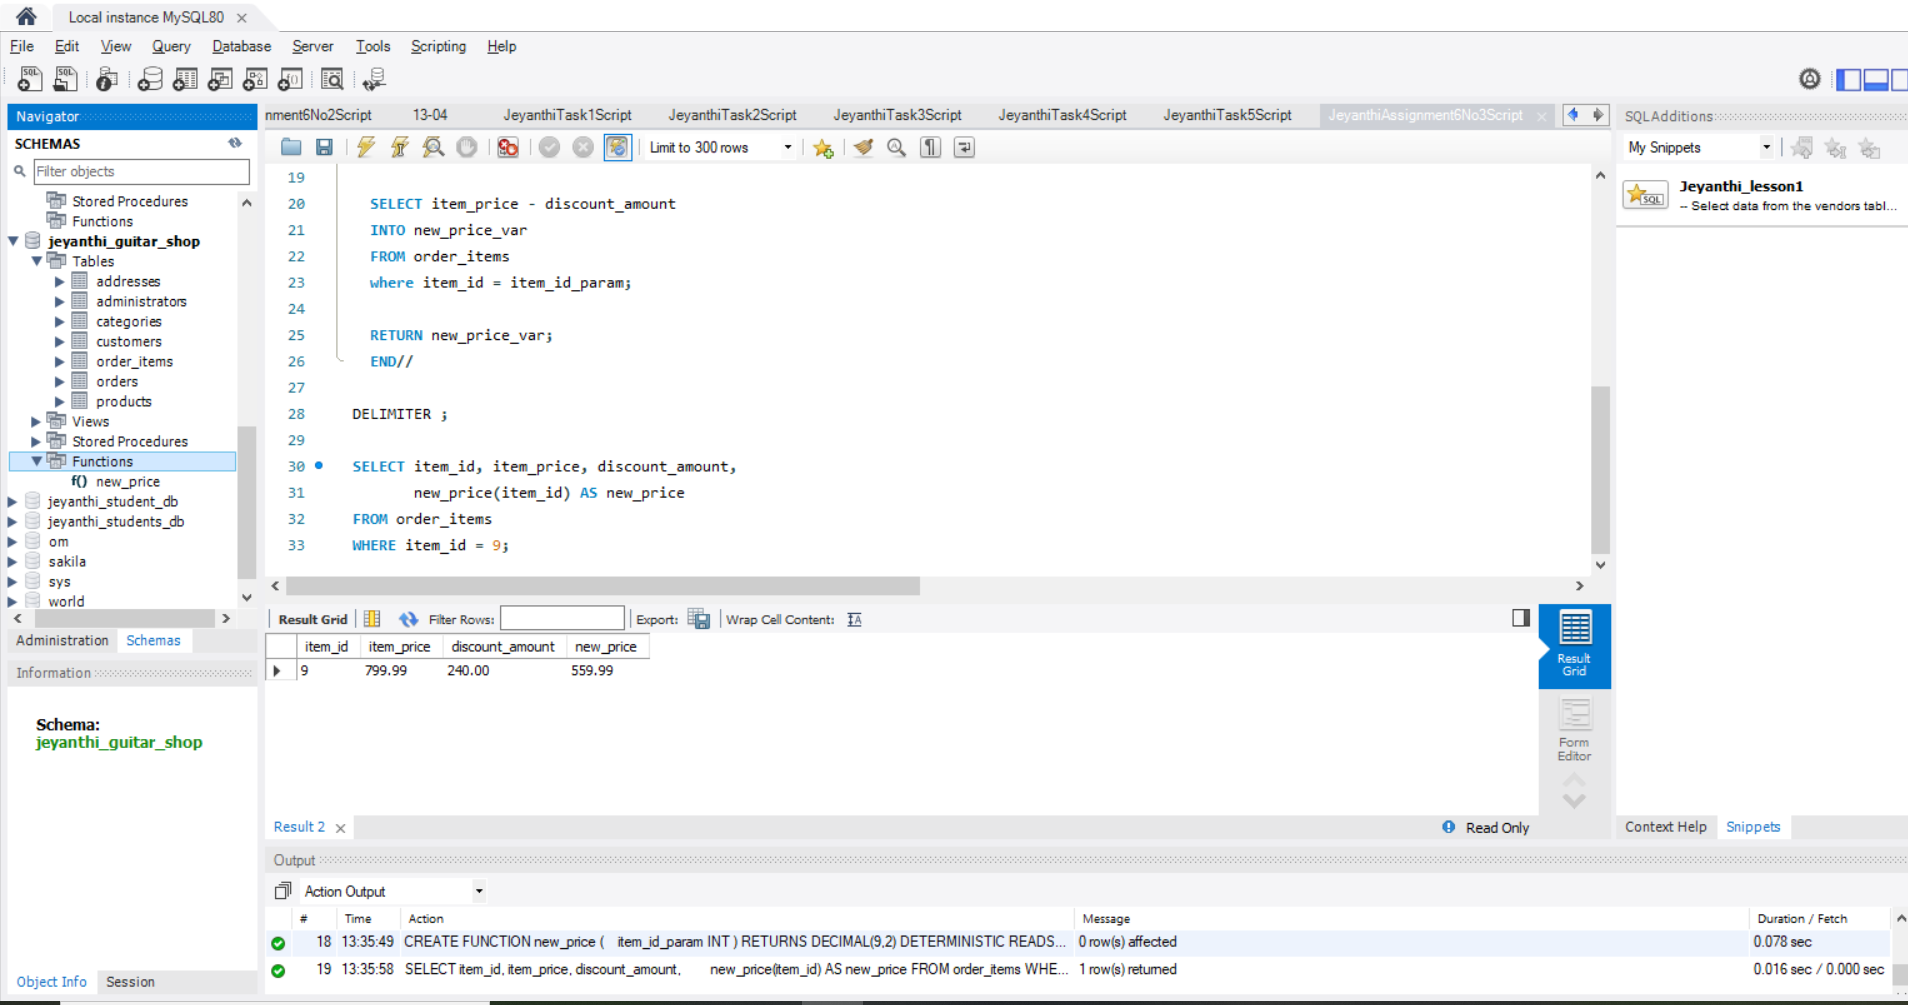 Local instance MySQL80
File Edit View Query Database Server Tools Scripting Help
Navigator
SCHEMAS
Filter objects
Stored Procedures
Functions
jeyanthi_guitar_shop
Tables
addresses
administrators
categories
customers
order_items
orders
products
Views
Stored Procedures
Functions
f() new_price
jeyanthi_student_db
jeyanthi_students_db
om
sakila
sys
world
Administration Schemas
Information
Schema:
jeyanthi_guitar_shop
Object Info Session
nment6No2Script 13-04 JeyanthiTask1Script JeyanthiTask2Script JeyanthiTask3Script JeyanthiTask4Script JeyanthiTask5Script JeyanthiAssignment6No3Script
Limit to 300 rows
19
20 SELECT item_price - discount_amount
21 INTO new_price_var
22 FROM order_items
23 where item_id = item_id_param;
24
25 RETURN new_price_var;
26 END//
27
28 DELIMITER ;
29
30 SELECT item_id, item_price, discount_amount,
31 new_price(item_id) AS new_price
32 FROM order_items
33 WHERE item_id = 9;
Result Grid Filter Rows: Export: Wrap Cell Content:
item_id item_price discount_amount new_price
9 799.99 240.00 559.99
Result
Grid
Form
Editor
Result 2 Read Only
Output
Action Output
# Time Action Message Duration / Fetch
18 13:35:49 CREATE FUNCTION new_price ( item_id_param INT ) RETURNS DECIMAL(9,2) DETERMINISTIC READS... 0 row(s) affected 0.078 sec
19 13:35:58 SELECT item_id, item_price, discount_amount, new_price(item_id) AS new_price FROM order_items WHE... 1 row(s) returned 0.016 sec / 0.000 sec
SQLAdditions
My Snippets
Jeyanthi_lesson1
-- Select data from the vendors tabl...
SQL
Context Help Snippets